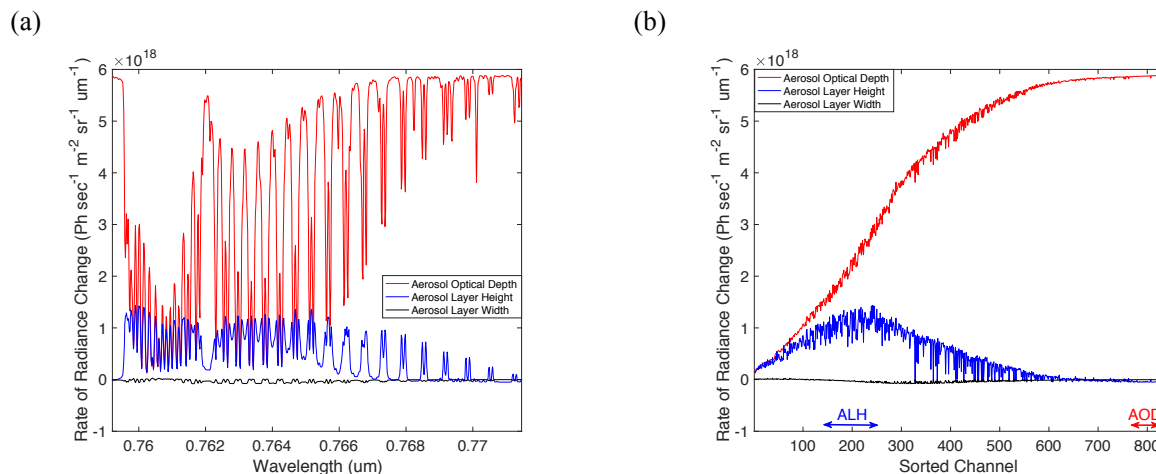 (a)
×10^18
6
5
4
3
2
1
0
-1
Rate of Radiance Change (Ph sec^-1 m^-2 sr^-1 um^-1)
Aerosol Optical Depth
Aerosol Layer Height
Aerosol Layer Width
0.76 0.762 0.764 0.766 0.768 0.77
Wavelength (um)
(b)
×10^18
6
5
4
3
2
1
0
-1
Rate of Radiance Change (Ph sec^-1 m^-2 sr^-1 um^-1)
Aerosol Optical Depth
Aerosol Layer Height
Aerosol Layer Width
ALH AOD
100 200 300 400 500 600 700 800
Sorted Channel